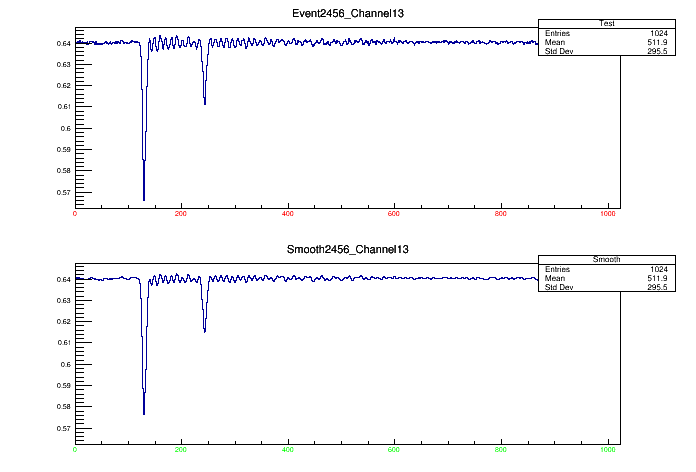 Event2456_Channel13
Test
Entries 1024
Mean 511.9
Std Dev 295.5
0.64
0.63
0.62
0.61
0.6
0.59
0.58
0.57
0 200 400 600 800 1000
Smooth2456_Channel13
Smooth
Entries 1024
Mean 511.9
Std Dev 295.5
0.64
0.63
0.62
0.61
0.6
0.59
0.58
0.57
0 200 400 600 800 1000